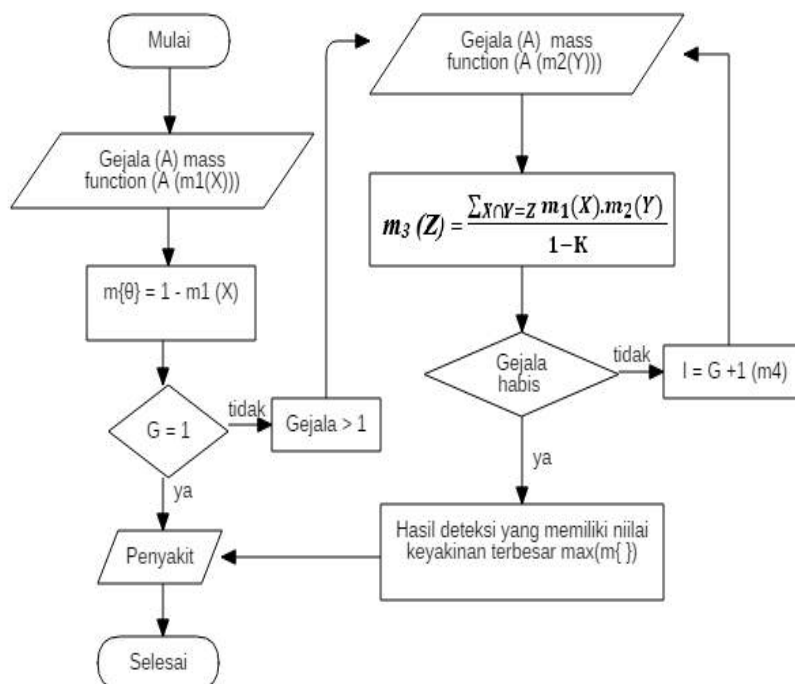 Mulai
Gejala (A) mass
function (A (m1(X)))
m{θ} = 1 - m1 (X)
G = 1
tidak
Gejala > 1
ya
Penyakit
Selesai
Gejala (A) mass
function (A (m2(Y)))
m₃ (Z) = ∑X∩Y=Z m₁(X).m₂(Y)
1−K
Gejala
habis
tidak
I = G +1 (m4)
ya
Hasil deteksi yang memiliki niilai
keyakinan terbesar max(m{ })